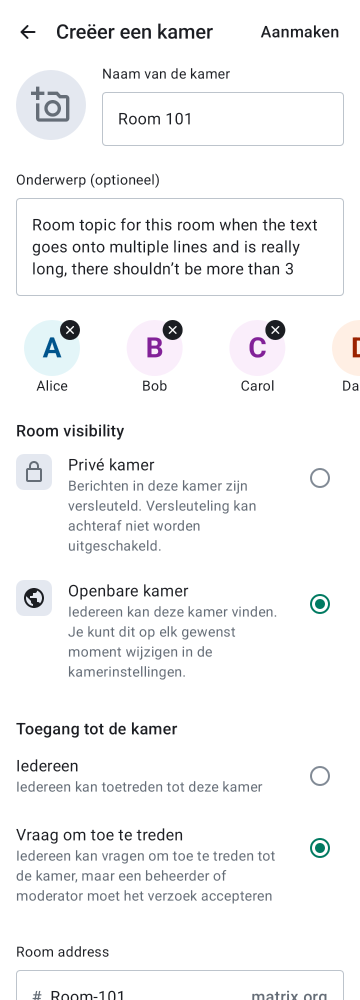 Creëer een kamer
Aanmaken
Naam van de kamer
Room 101
Onderwerp (optioneel)
Room topic for this room when the text
goes onto multiple lines and is really
long, there shouldn’t be more than 3
A
B
C
Alice
Bob
Carol
Da
Room visibility
Privé kamer
Berichten in deze kamer zijn
versleuteld. Versleuteling kan
achteraf niet worden
uitgeschakeld.
Openbare kamer
Iedereen kan deze kamer vinden.
Je kunt dit op elk gewenst
moment wijzigen in de
kamerinstellingen.
Toegang tot de kamer
Iedereen
Iedereen kan toetreden tot deze kamer
Vraag om toe te treden
Iedereen kan vragen om toe te treden tot
de kamer, maar een beheerder of
moderator moet het verzoek accepteren
Room address
# Room-101
matrix.org